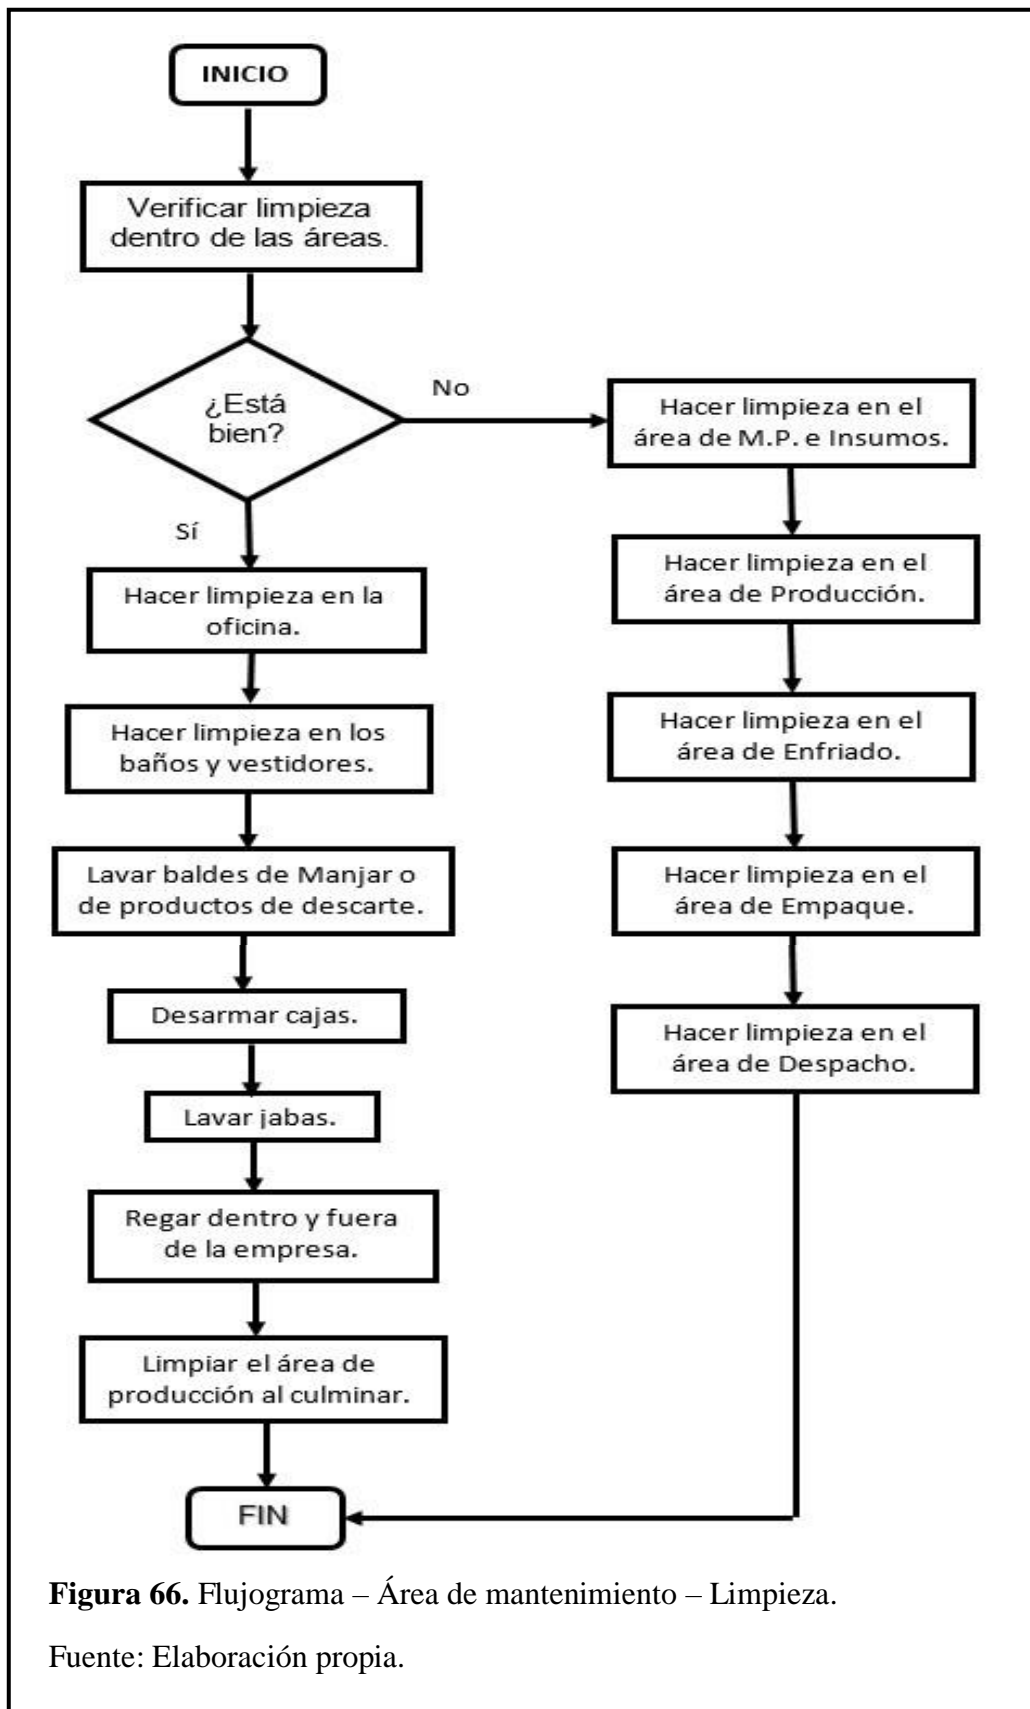 INICIO
Verificar limpieza
dentro de las áreas.
¿Está
bien?
No
Sí
Hacer limpieza en la
oficina.
Hacer limpieza en los
baños y vestidores.
Lavar baldes de Manjar o
de productos de descarte.
Desarmar cajas.
Lavar jabas.
Regar dentro y fuera
de la empresa.
Limpiar el área de
producción al culminar.
Hacer limpieza en el
área de M.P. e Insumos.
Hacer limpieza en el
área de Producción.
Hacer limpieza en el
área de Enfriado.
Hacer limpieza en el
área de Empaque.
Hacer limpieza en el
área de Despacho.
FIN
Figura 66. Flujograma – Área de mantenimiento – Limpieza.
Fuente: Elaboración propia.